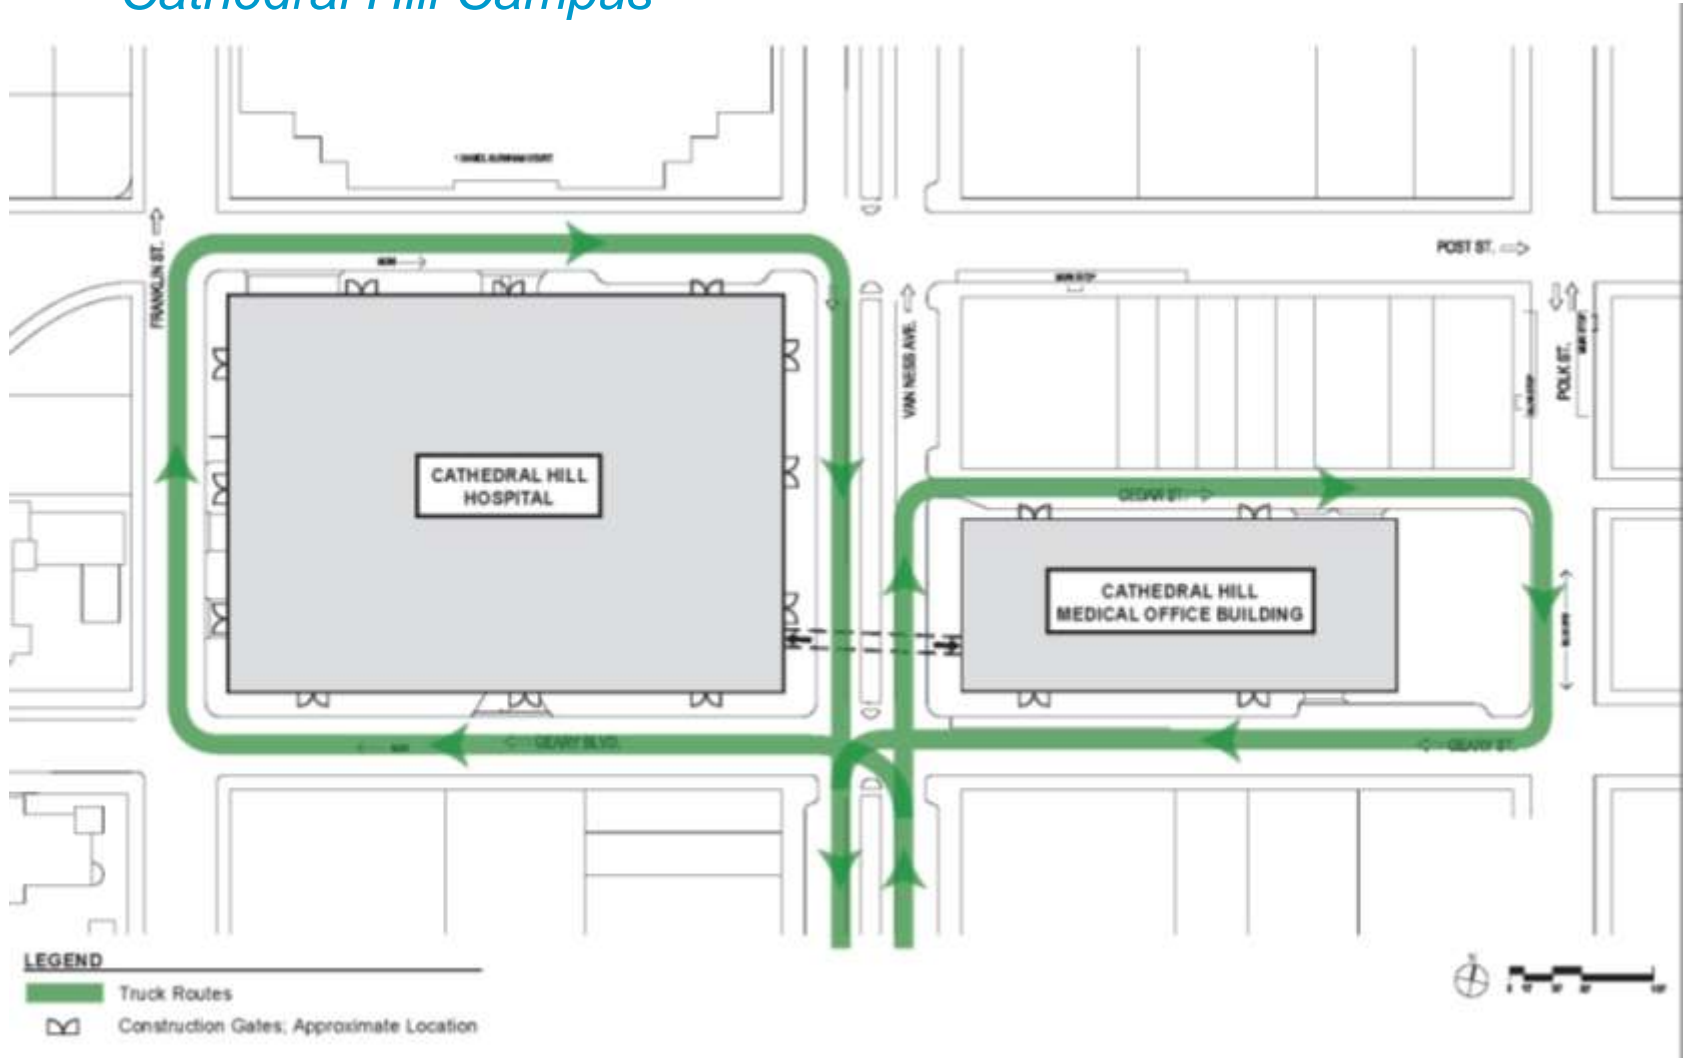 Cathedral Hill Campus
FRANKLIN ST.
POST ST.
VAN NESS AVE.
POLK ST.
CATHEDRAL HILL
HOSPITAL
CEDAR ST.
CATHEDRAL HILL
MEDICAL OFFICE BUILDING
GEARY BLVD.
GEARY ST.
LEGEND
Truck Routes
Construction Gates; Approximate Location